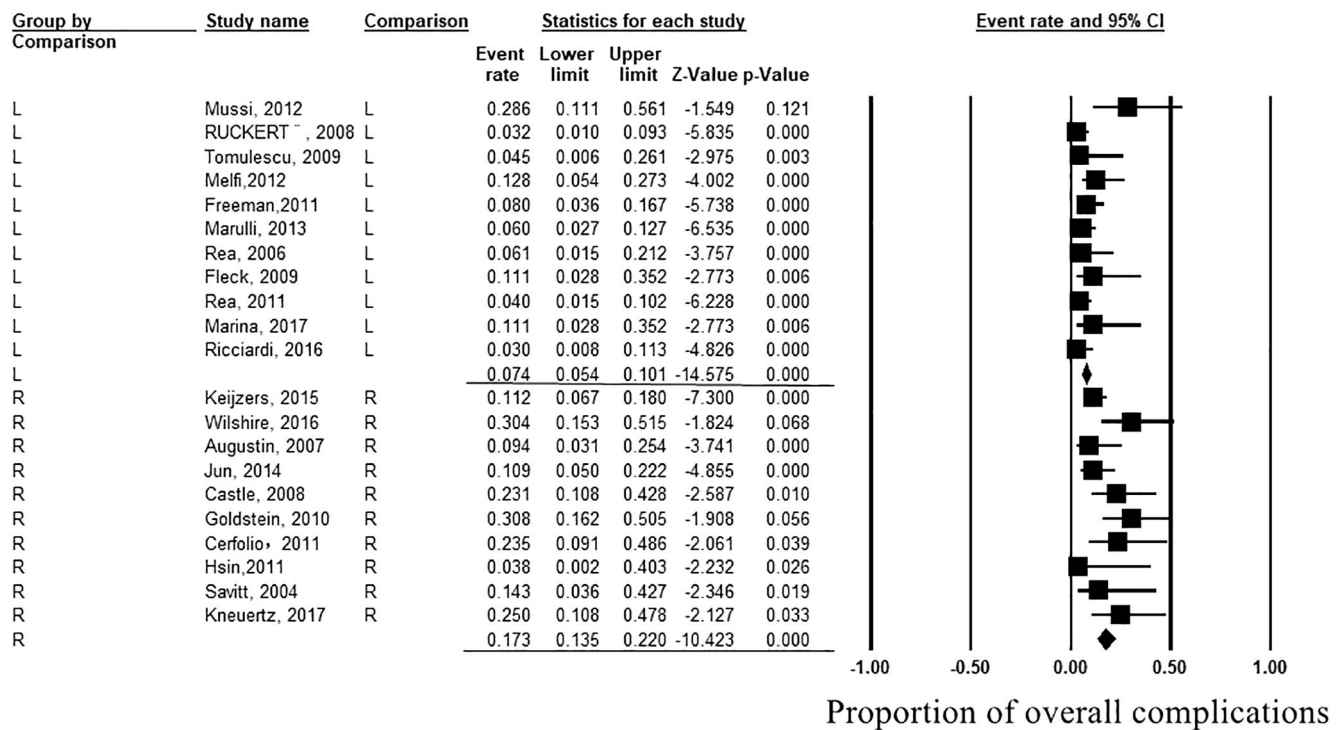 Group by Study name Comparison Statistics for each study Event rate and 95% CI
Comparison
Event Lower Upper
rate limit limit Z-Value p-Value
L Mussi, 2012 L 0.286 0.111 0.561 -1.549 0.121
L RUCKERT ¨ , 2008 L 0.032 0.010 0.093 -5.835 0.000
L Tomulescu, 2009 L 0.045 0.006 0.261 -2.975 0.003
L Melfi,2012 L 0.128 0.054 0.273 -4.002 0.000
L Freeman,2011 L 0.080 0.036 0.167 -5.738 0.000
L Marulli, 2013 L 0.060 0.027 0.127 -6.535 0.000
L Rea, 2006 L 0.061 0.015 0.212 -3.757 0.000
L Fleck, 2009 L 0.111 0.028 0.352 -2.773 0.006
L Rea, 2011 L 0.040 0.015 0.102 -6.228 0.000
L Marina, 2017 L 0.111 0.028 0.352 -2.773 0.006
L Ricciardi, 2016 L 0.030 0.008 0.113 -4.826 0.000
L 0.074 0.054 0.101 -14.575 0.000
R Keijzers, 2015 R 0.112 0.067 0.180 -7.300 0.000
R Wilshire, 2016 R 0.304 0.153 0.515 -1.824 0.068
R Augustin, 2007 R 0.094 0.031 0.254 -3.741 0.000
R Jun, 2014 R 0.109 0.050 0.222 -4.855 0.000
R Castle, 2008 R 0.231 0.108 0.428 -2.587 0.010
R Goldstein, 2010 R 0.308 0.162 0.505 -1.908 0.056
R Cerfolio，2011 R 0.235 0.091 0.486 -2.061 0.039
R Hsin,2011 R 0.038 0.002 0.403 -2.232 0.026
R Savitt, 2004 R 0.143 0.036 0.427 -2.346 0.019
R Kneuertz, 2017 R 0.250 0.108 0.478 -2.127 0.033
R 0.173 0.135 0.220 -10.423 0.000
-1.00 -0.50 0.00 0.50 1.00
Proportion of overall complications